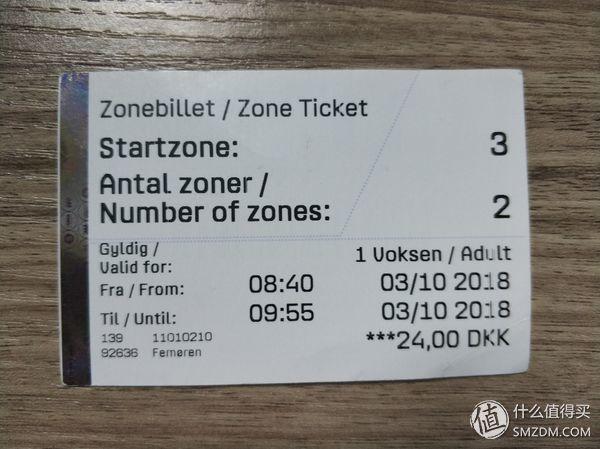 Zonebillet / Zone Ticket
Startzone: 3
Antal zoner /
Number of zones: 2
Gyldig /
Valid for: 1 Voksen / Adult
Fra / From: 08:40 03/10 2018
Til / Until: 09:55 03/10 2018
139 11010210 ***24,00 DKK
92636 Femøren
值 什么值得买
SMZDM.COM